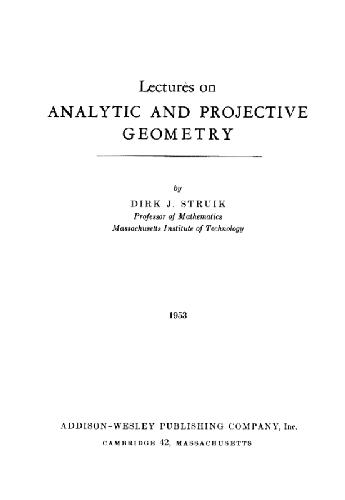 Lectures on
ANALYTIC AND PROJECTIVE
GEOMETRY
by
DIRK J. STRUIK
Professor of Mathematics
Massachusetts Institute of Technology
1953
ADDISON-WESLEY PUBLISHING COMPANY, Inc.
CAMBRIDGE 42, MASSACHUSETTS